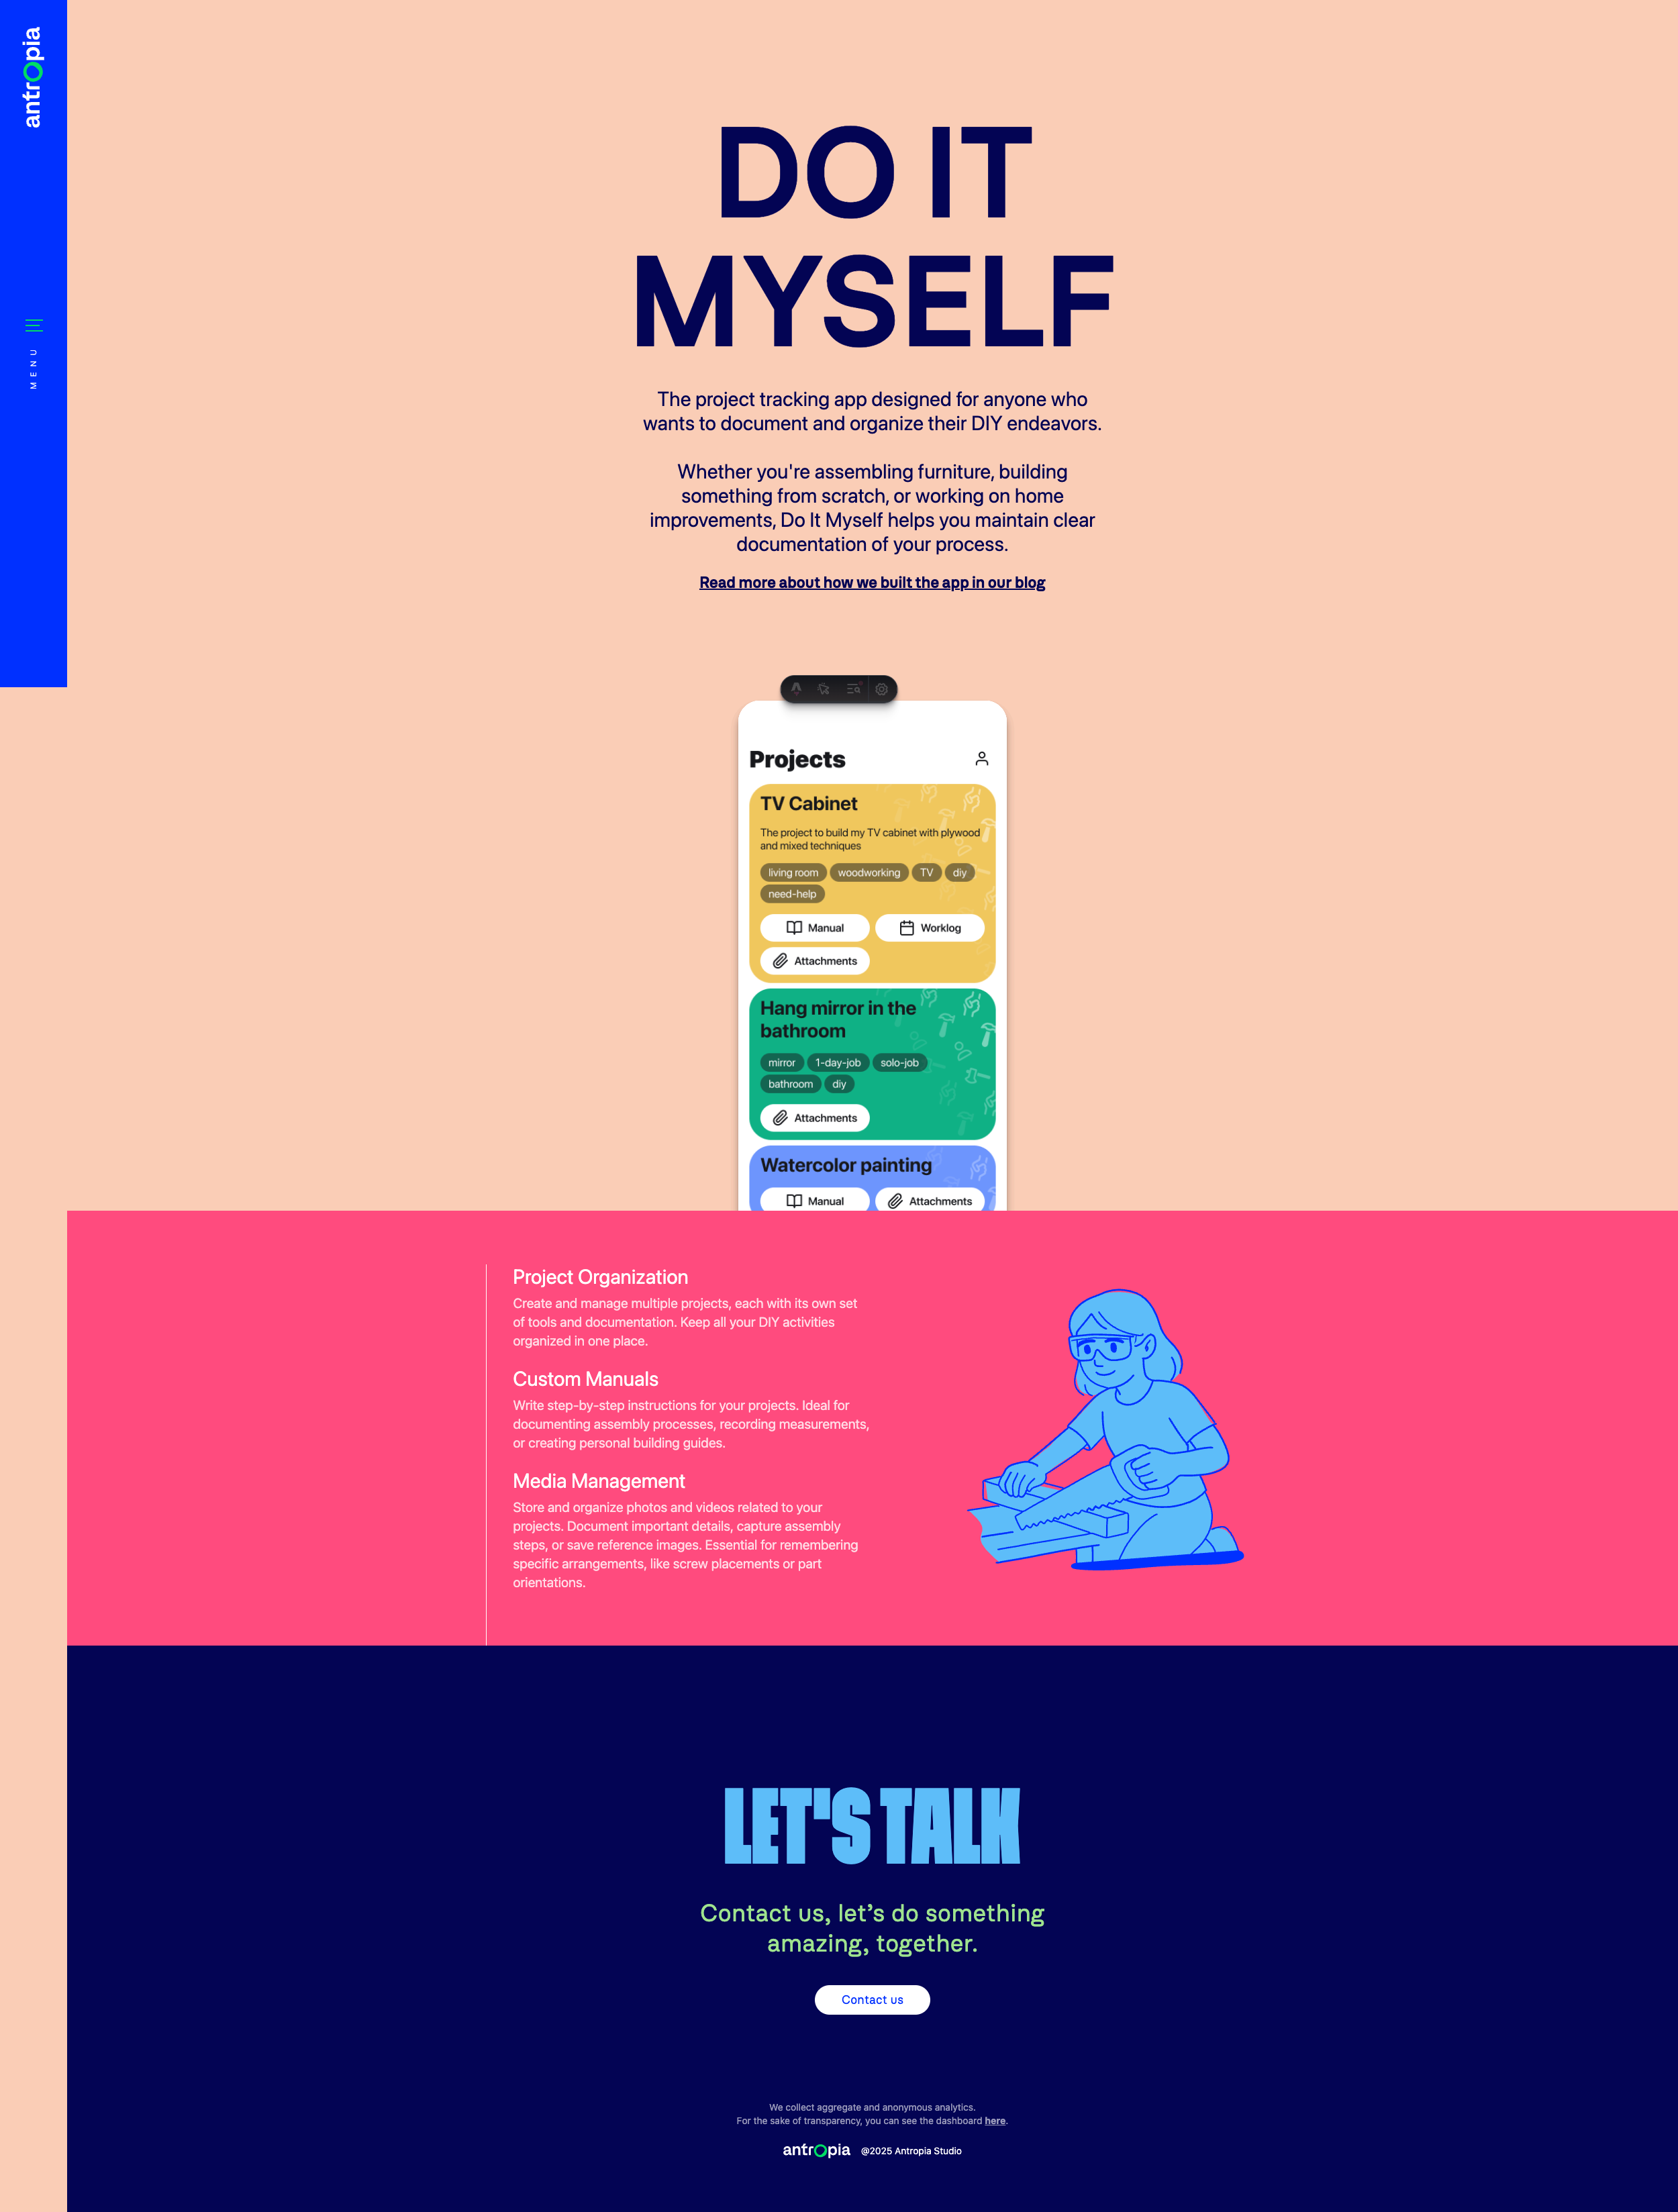 antropia
MENU
DO IT
MYSELF
The project tracking app designed for anyone who
wants to document and organize their DIY endeavors.
Whether you're assembling furniture, building
something from scratch, or working on home
improvements, Do It Myself helps you maintain clear
documentation of your process.
Read more about how we built the app in our blog
Projects
TV Cabinet
The project to build my TV cabinet with plywood
and mixed techniques
living room woodworking TV diy
need-help
Manual Worklog
Attachments
Hang mirror in the
bathroom
mirror 1-day-job solo-job
bathroom diy
Attachments
Watercolor painting
Manual Attachments
Project Organization
Create and manage multiple projects, each with its own set
of tools and documentation. Keep all your DIY activities
organized in one place.
Custom Manuals
Write step-by-step instructions for your projects. Ideal for
documenting assembly processes, recording measurements,
or creating personal building guides.
Media Management
Store and organize photos and videos related to your
projects. Document important details, capture assembly
steps, or save reference images. Essential for remembering
specific arrangements, like screw placements or part
orientations.
LET'S TALK
Contact us, let’s do something
amazing, together.
Contact us
We collect aggregate and anonymous analytics.
For the sake of transparency, you can see the dashboard here.
antropia @2025 Antropia Studio